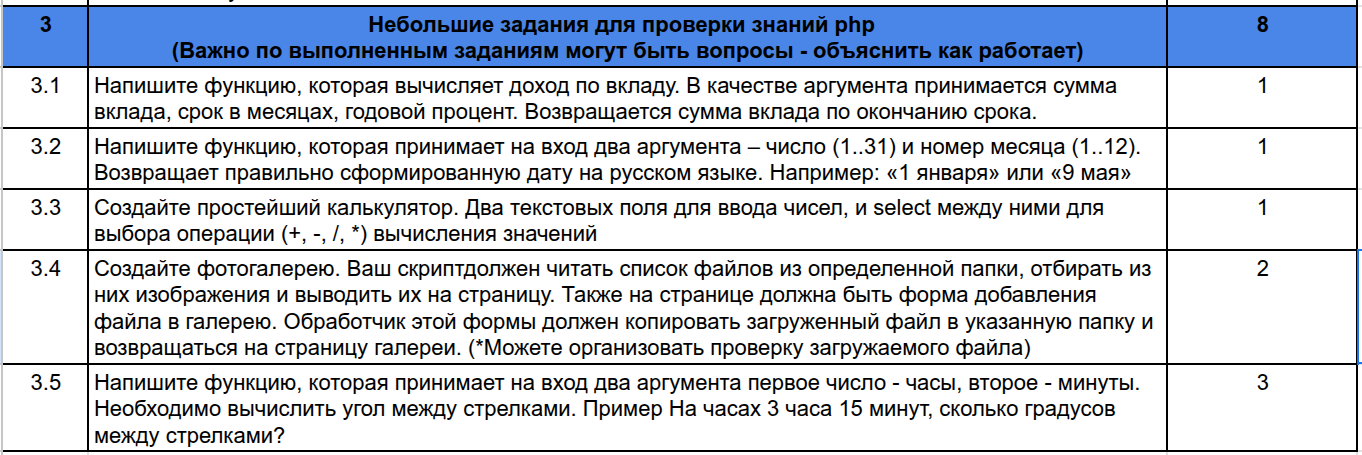 3 Небольшие задания для проверки знаний php 8
(Важно по выполненным заданиям могут быть вопросы - объяснить как работает)
3.1 Напишите функцию, которая вычисляет доход по вкладу. В качестве аргумента принимается сумма 1
вклада, срок в месяцах, годовой процент. Возвращается сумма вклада по окончанию срока.
3.2 Напишите функцию, которая принимает на вход два аргумента – число (1..31) и номер месяца (1..12). 1
Возвращает правильно сформированную дату на русском языке. Например: «1 января» или «9 мая»
3.3 Создайте простейший калькулятор. Два текстовых поля для ввода чисел, и select между ними для 1
выбора операции (+, -, /, *) вычисления значений
3.4 Создайте фотогалерею. Ваш скриптдолжен читать список файлов из определенной папки, отбирать из 2
них изображения и выводить их на страницу. Также на странице должна быть форма добавления
файла в галерею. Обработчик этой формы должен копировать загруженный файл в указанную папку и
возвращаться на страницу галереи. (*Можете организовать проверку загружаемого файла)
3.5 Напишите функцию, которая принимает на вход два аргумента первое число - часы, второе - минуты. 3
Необходимо вычислить угол между стрелками. Пример На часах 3 часа 15 минут, сколько градусов
между стрелками?